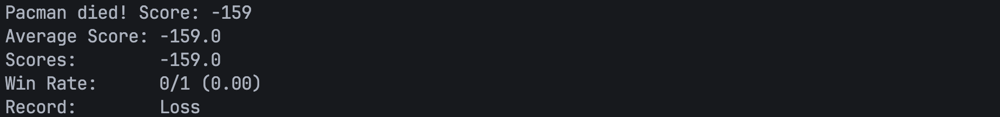 Pacman died! Score: -159
Average Score: -159.0
Scores:        -159.0
Win Rate:      0/1 (0.00)
Record:        Loss